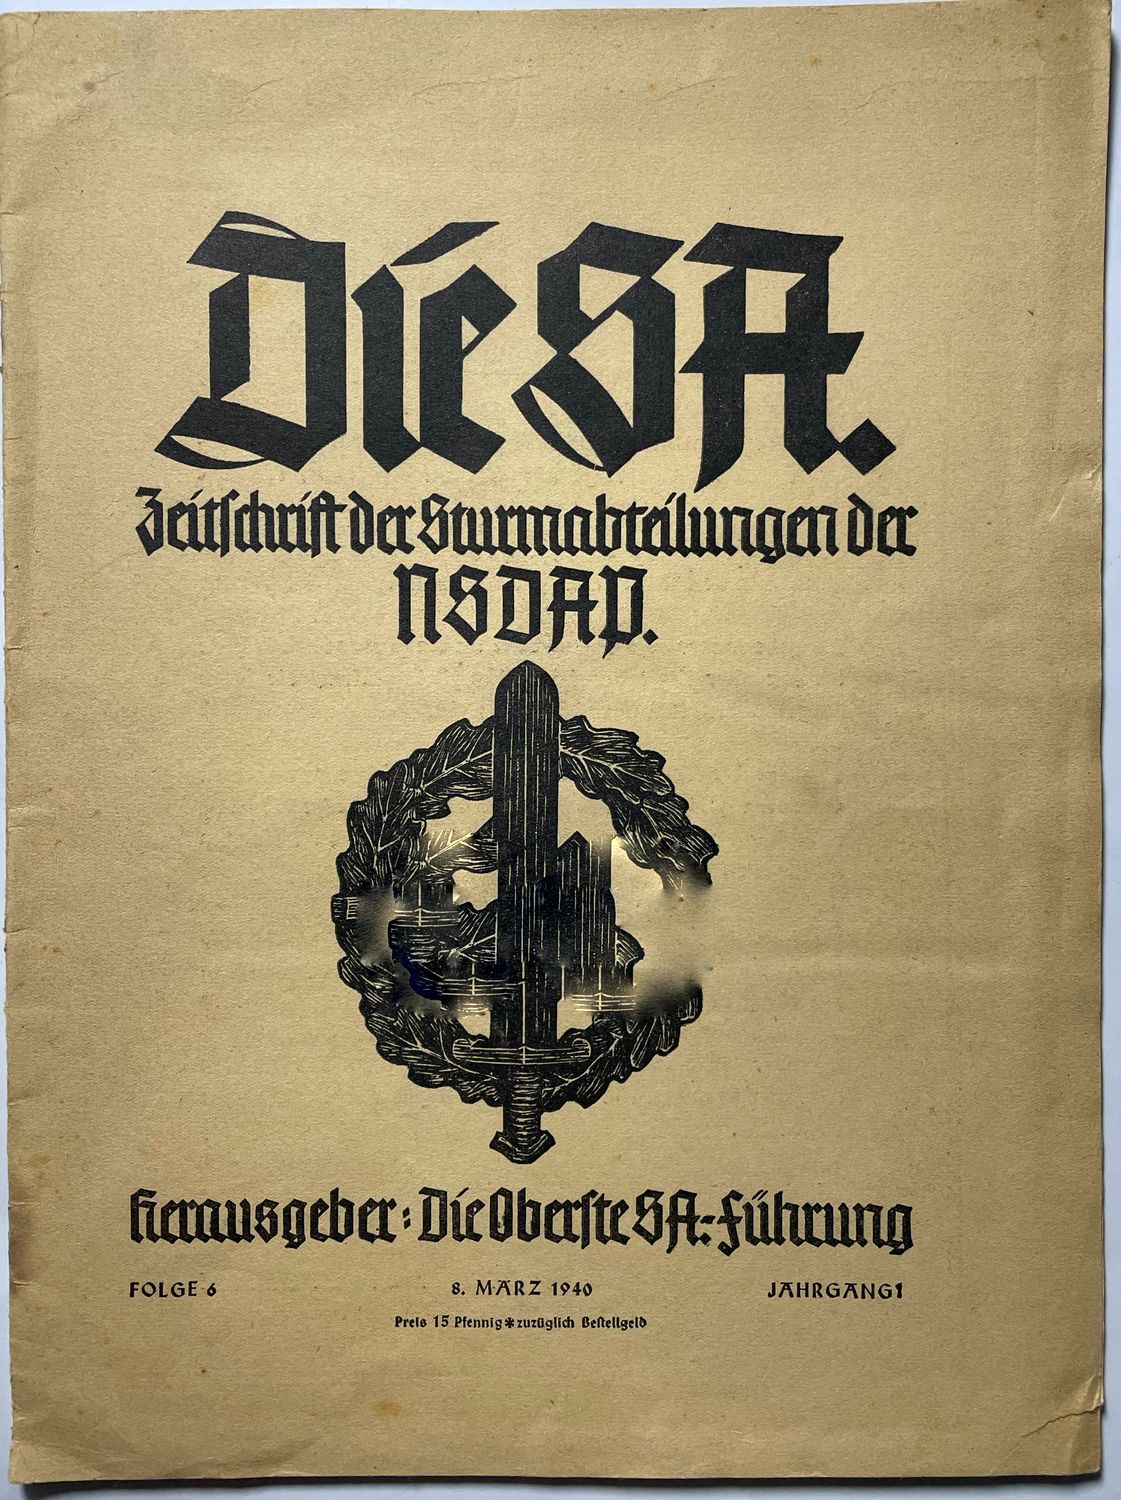 Die SA.
Zeitschrift der Sturmabteilungen der
NSDAP.
Herausgeber: Die Oberste SA.-Führung
FOLGE 6 8. MÄRZ 1940 JAHRGANG 1
Preis 15 Pfennig * zuzüglich Bestellgeld